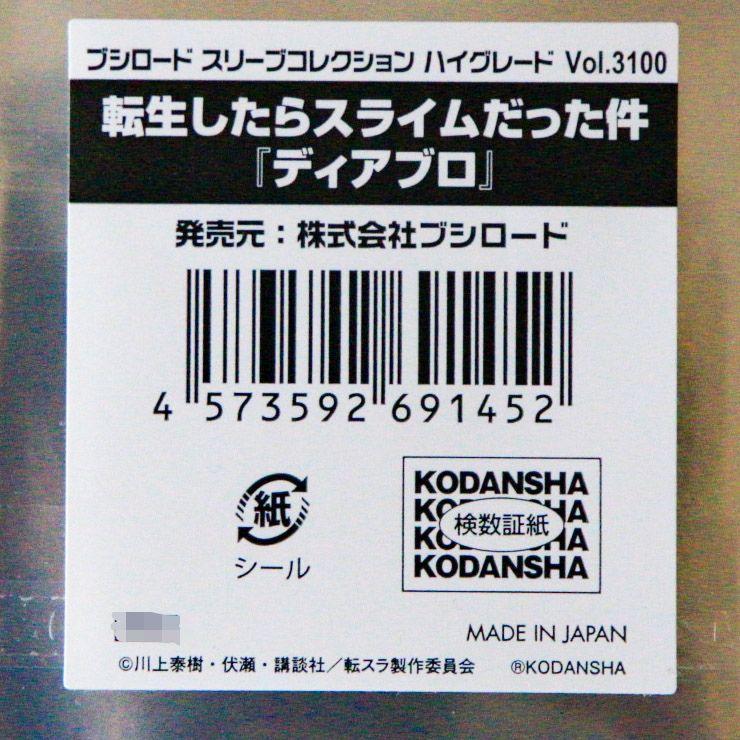 ブシロード スリーブコレクション ハイグレード Vol.3100
転生したらスライムだった件
『ディアブロ』
発売元：株式会社ブシロード
4 573592 691452
紙
シール
KODANSHA
KODANSHA
検数証紙
KODANSHA
KODANSHA
MADE IN JAPAN
©川上泰樹・伏瀬・講談社／転スラ製作委員会
®KODANSHA